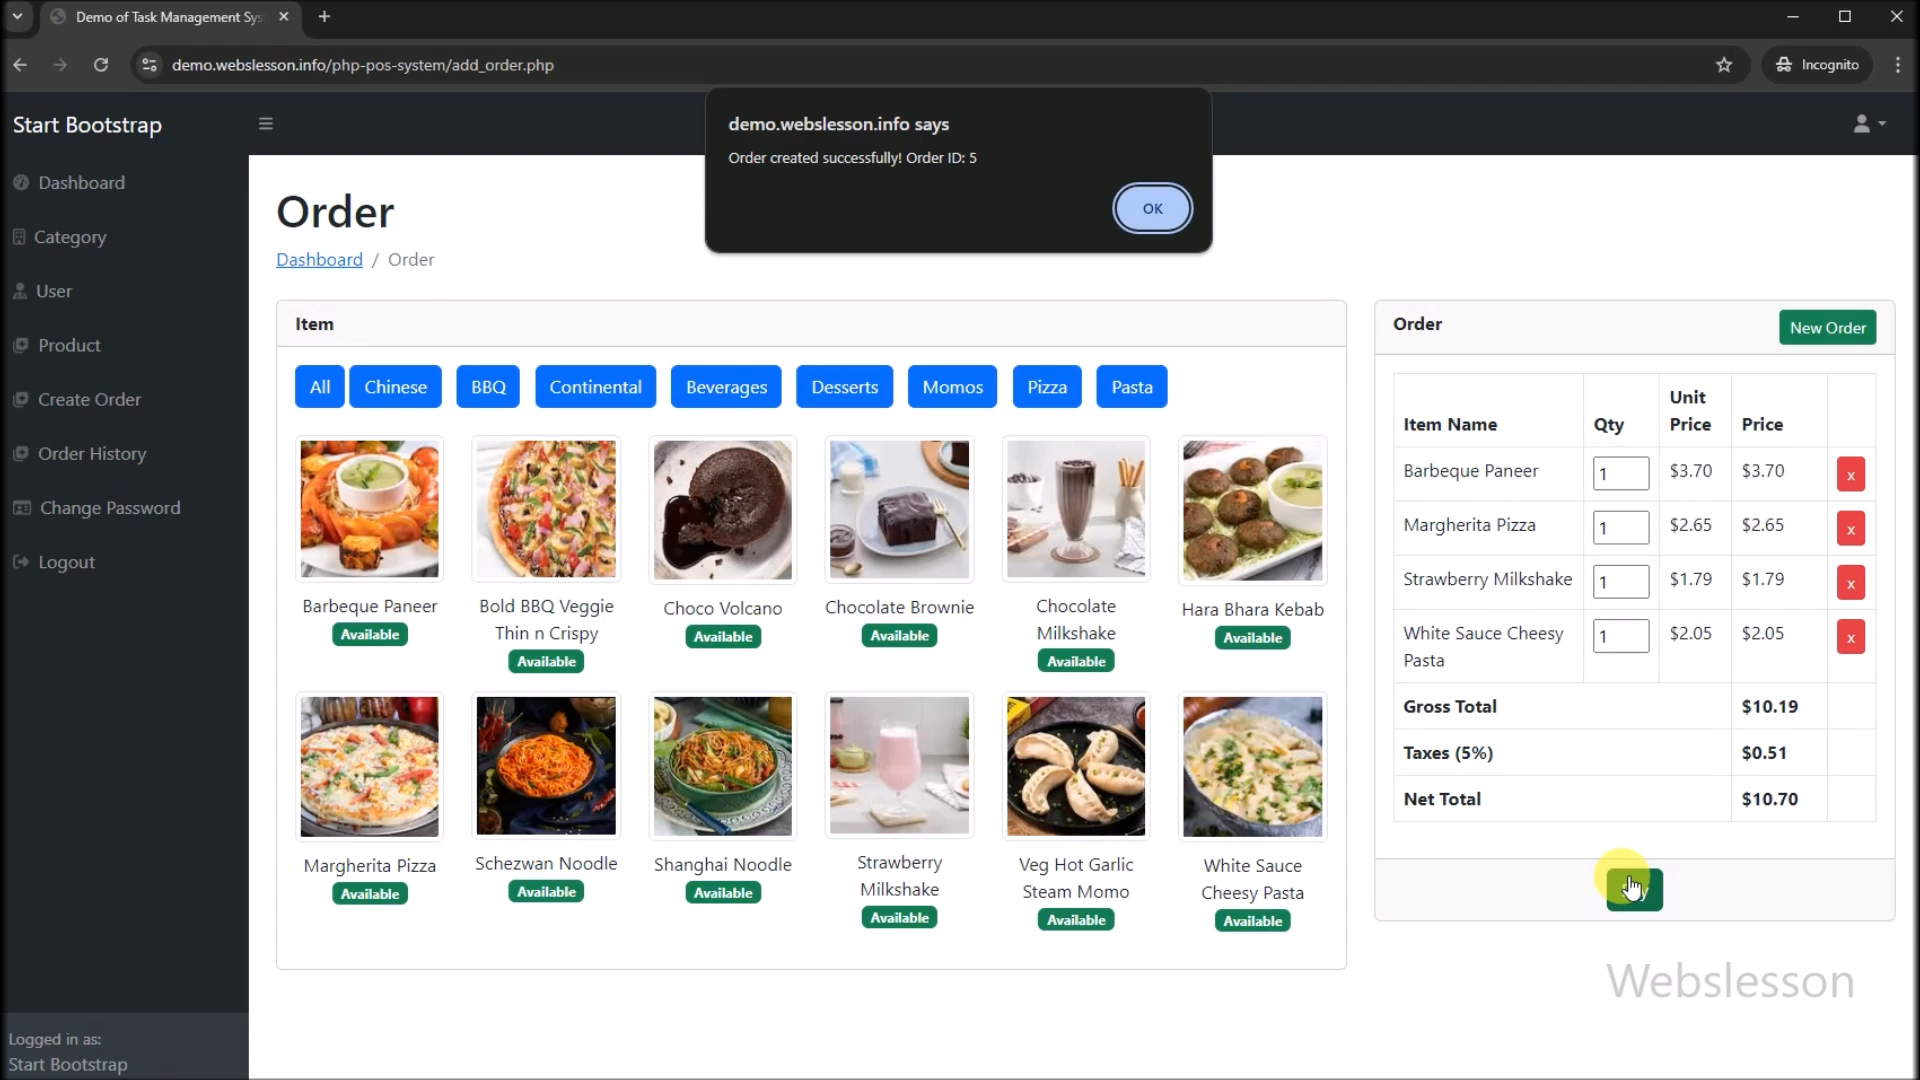 Demo of Task Management Sys
demo.webslesson.info/php-pos-system/add_order.php
Incognito
Start Bootstrap
demo.webslesson.info says
Order created successfully! Order ID: 5
OK
Dashboard
Category
User
Product
Create Order
Order History
Change Password
Logout
Logged in as:
Start Bootstrap
Order
Dashboard / Order
Item
All Chinese BBQ Continental Beverages Desserts Momos Pizza Pasta
Barbeque Paneer
Available
Bold BBQ Veggie
Thin n Crispy
Available
Choco Volcano
Available
Chocolate Brownie
Available
Chocolate
Milkshake
Available
Hara Bhara Kebab
Available
Margherita Pizza
Available
Schezwan Noodle
Available
Shanghai Noodle
Available
Strawberry
Milkshake
Available
Veg Hot Garlic
Steam Momo
Available
White Sauce
Cheesy Pasta
Available
Order
New Order
Item Name Qty Unit Price Price
Barbeque Paneer 1 $3.70 $3.70 x
Margherita Pizza 1 $2.65 $2.65 x
Strawberry Milkshake 1 $1.79 $1.79 x
White Sauce Cheesy 1 $2.05 $2.05 x
Pasta
Gross Total $10.19
Taxes (5%) $0.51
Net Total $10.70
Webslesson